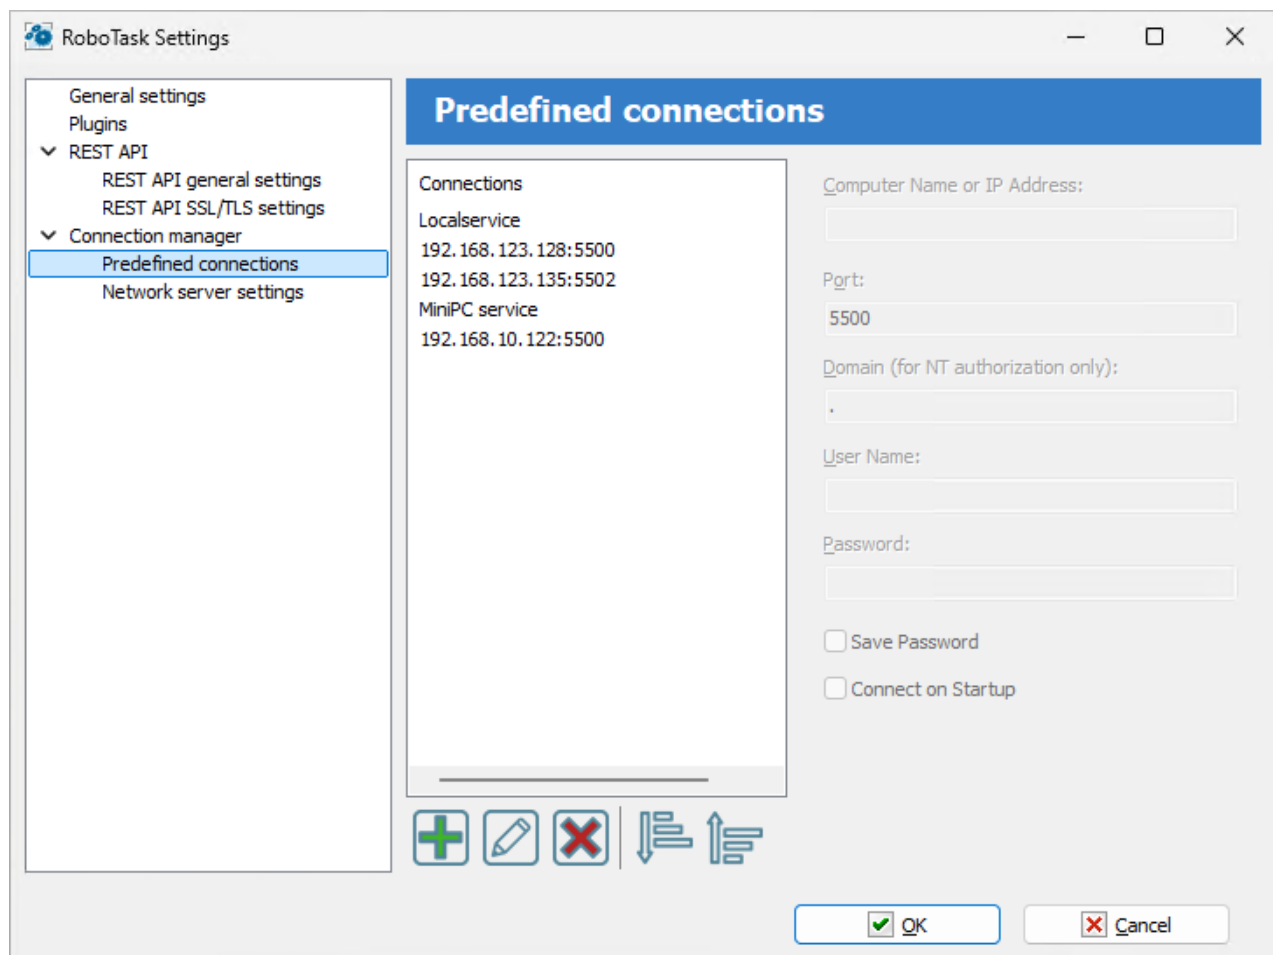 RoboTask Settings
General settings
Plugins
REST API
REST API general settings
REST API SSL/TLS settings
Connection manager
Predefined connections
Network server settings
Predefined connections
Connections
Localservice
192.168.123.128:5500
192.168.123.135:5502
MiniPC service
192.168.10.122:5500
Computer Name or IP Address:
Port:
5500
Domain (for NT authorization only):
.
User Name:
Password:
Save Password
Connect on Startup
OK
Cancel